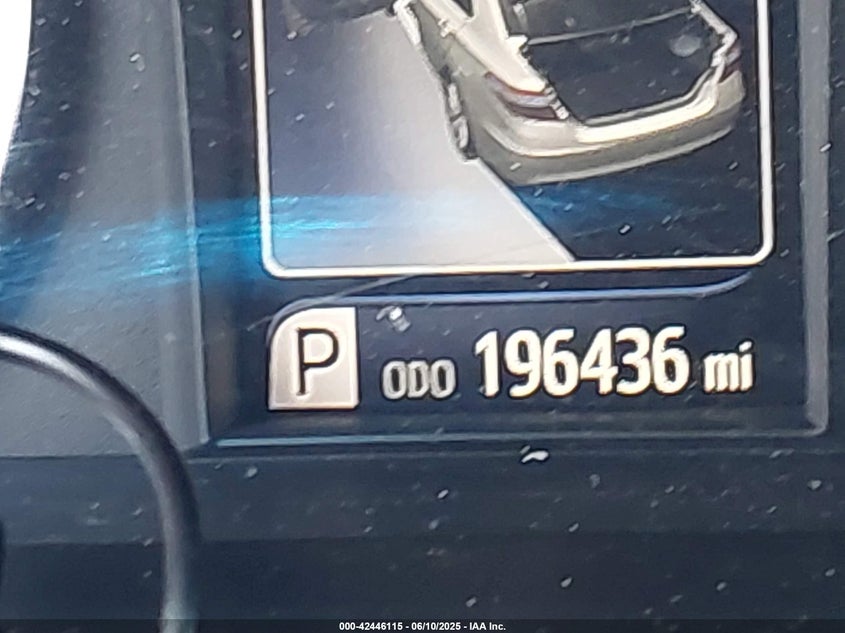 P ODO 196436 mi
000-42446115 - 06/10/2025 - IAA Inc.